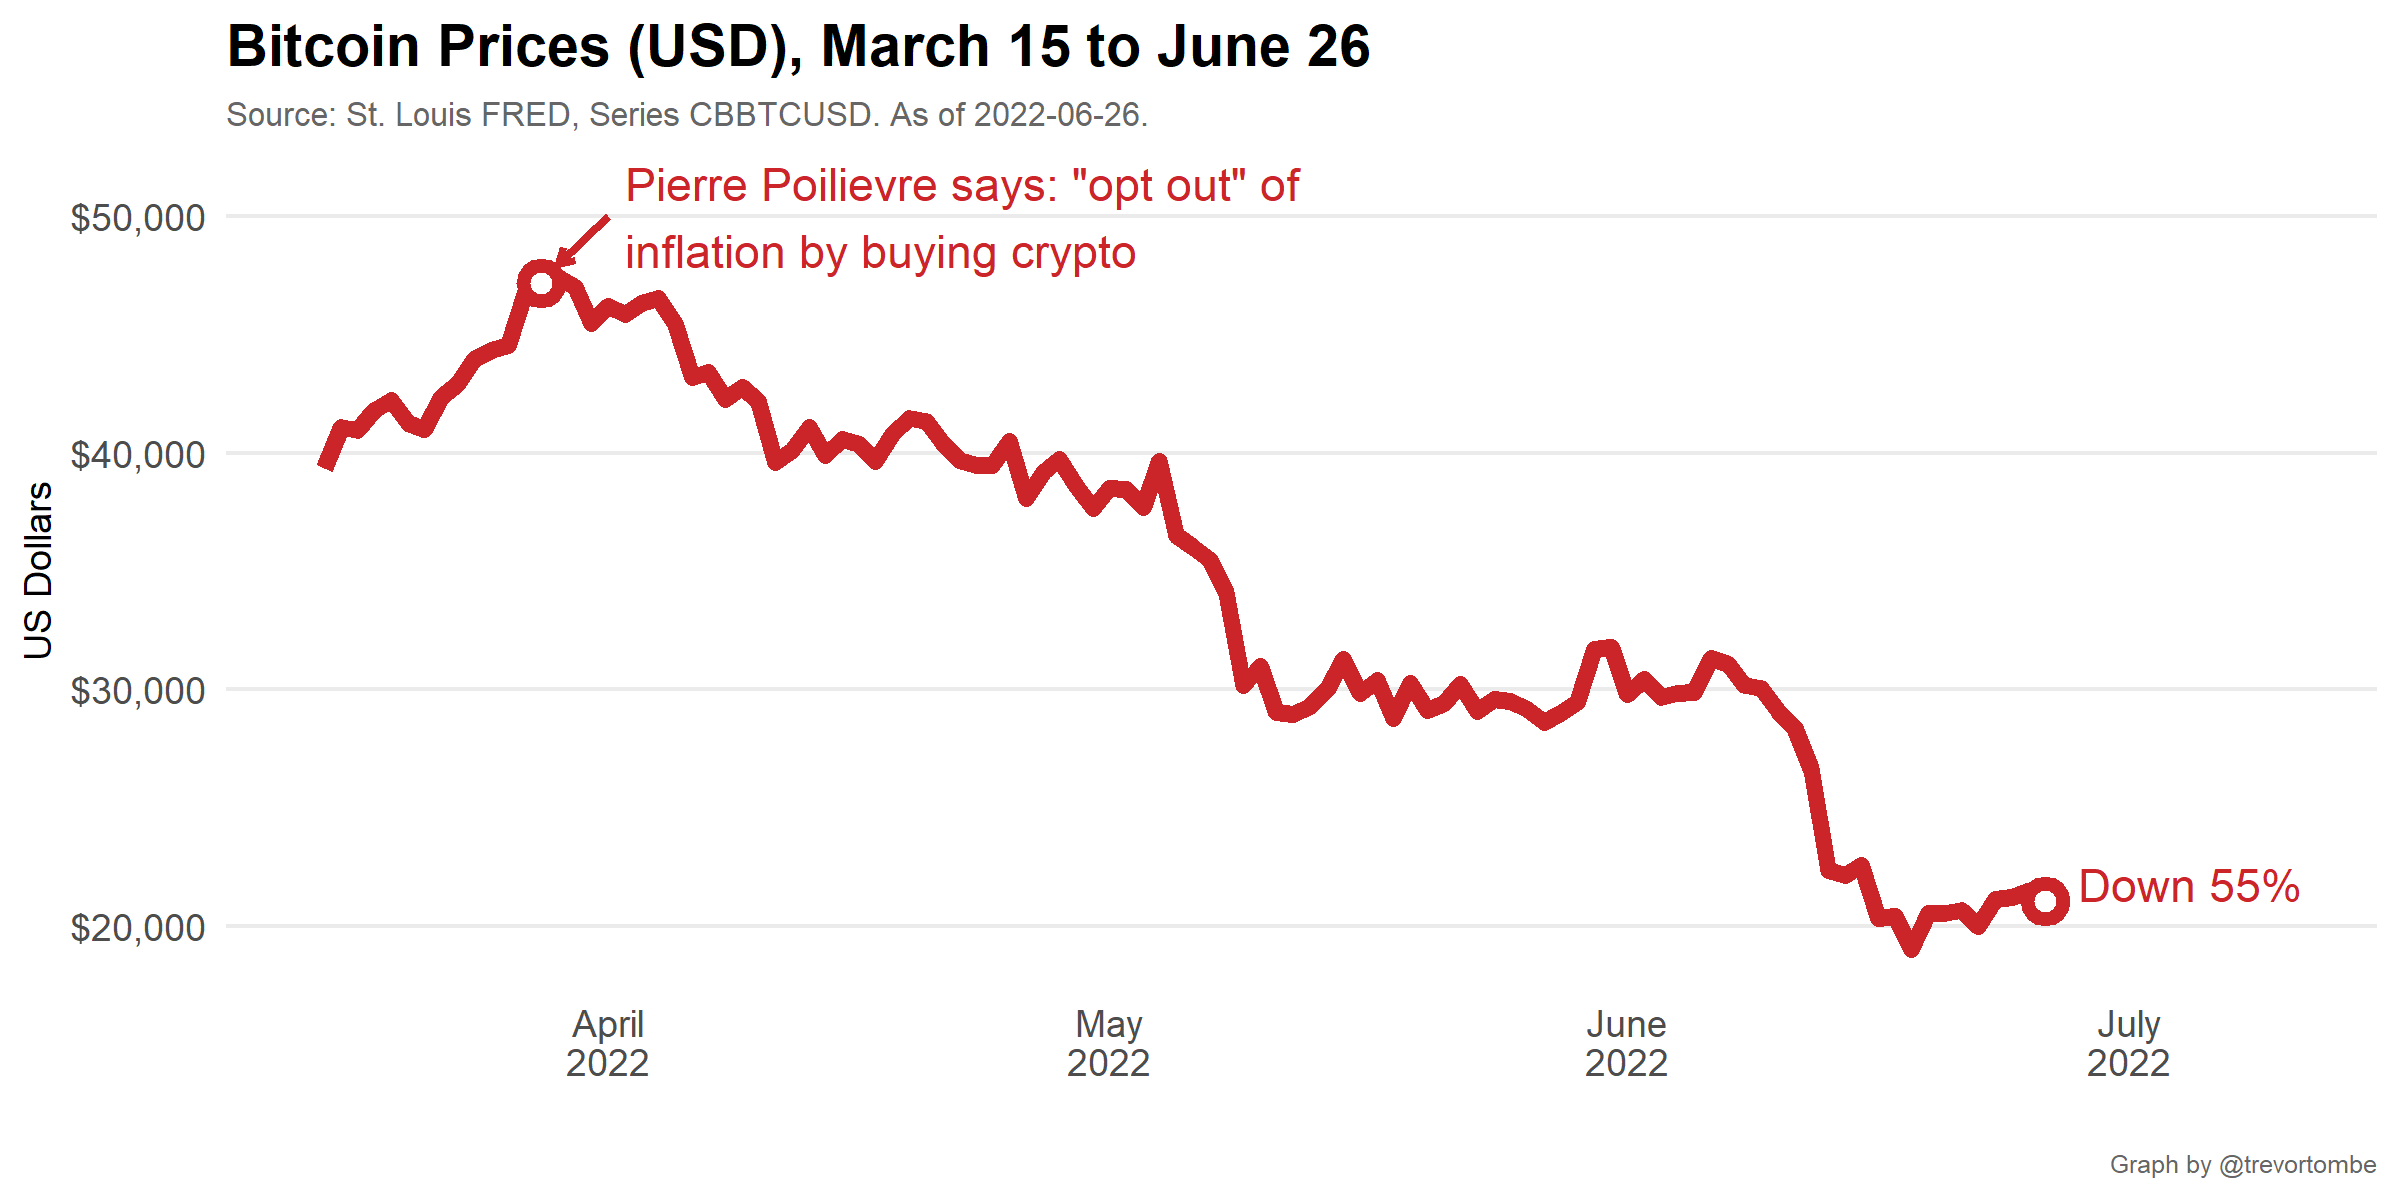 Bitcoin Prices (USD), March 15 to June 26
Source: St. Louis FRED, Series CBBTCUSD. As of 2022-06-26.
Pierre Poilievre says: "opt out" of
inflation by buying crypto
$50,000
$40,000
$30,000
$20,000
US Dollars
Down 55%
April
2022
May
2022
June
2022
July
2022
Graph by @trevortombe